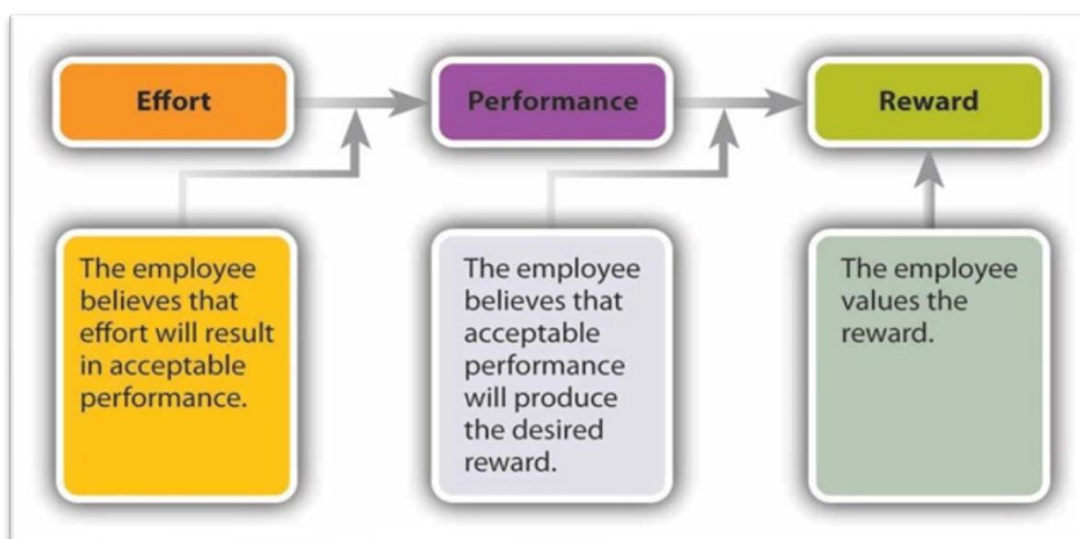 Effort
Performance
Reward
The employee
believes that
effort will result
in acceptable
performance.
The employee
believes that
acceptable
performance
will produce
the desired
reward.
The employee
values the
reward.